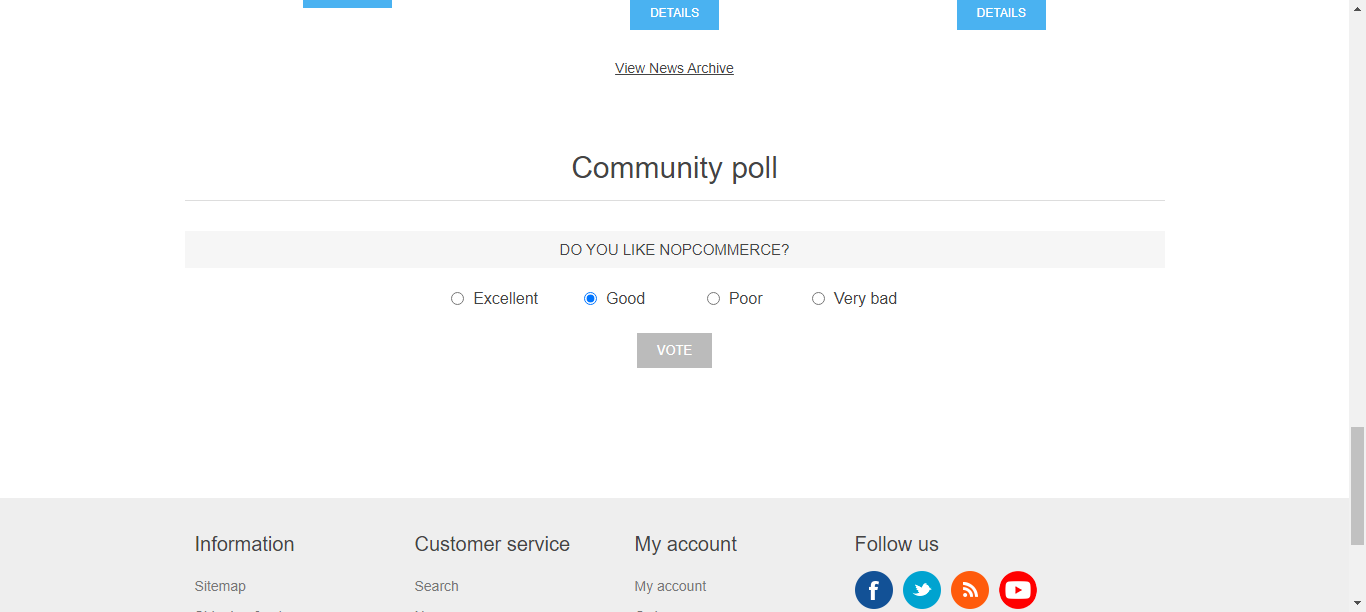 DETAILS DETAILS
View News Archive
Community poll
DO YOU LIKE NOPCOMMERCE?
Excellent Good Poor Very bad
VOTE
Information Customer service My account Follow us
Sitemap Search My account